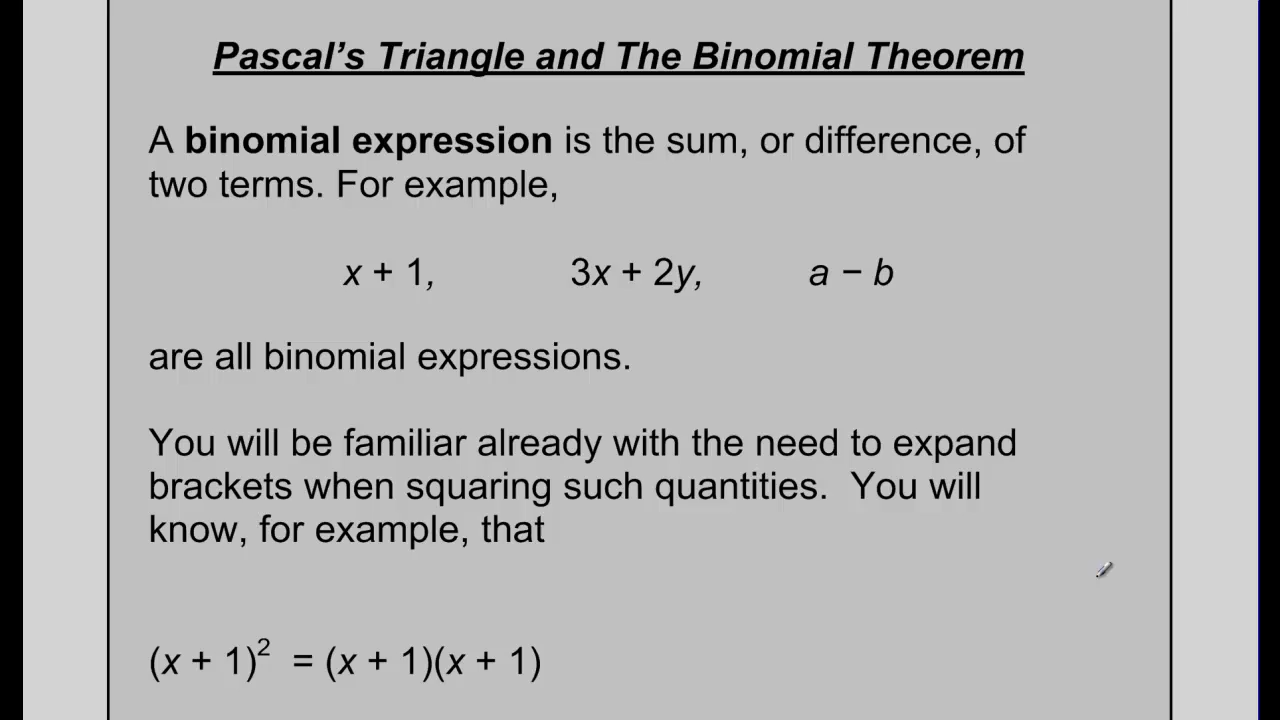 Pascal’s Triangle and The Binomial Theorem
A binomial expression is the sum, or difference, of
two terms. For example,
x + 1, 3x + 2y, a − b
are all binomial expressions.
You will be familiar already with the need to expand
brackets when squaring such quantities. You will
know, for example, that
(x + 1)² = (x + 1)(x + 1)